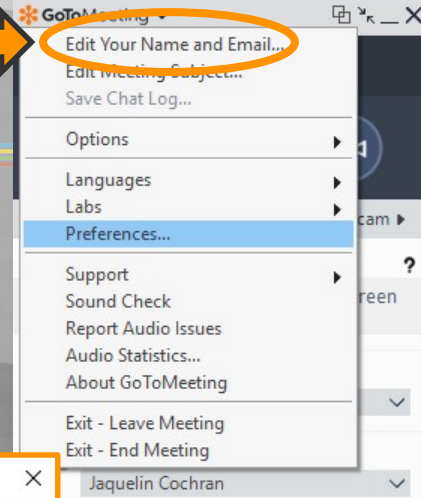 GoToMeeting
Edit Your Name and Email...
Edit Meeting Subject...
Save Chat Log...
Options
Languages
Labs
cam
Preferences...
?
Support
reen
Sound Check
Report Audio Issues
Audio Statistics...
About GoToMeeting
Exit - Leave Meeting
Exit - End Meeting
Jaquelin Cochran